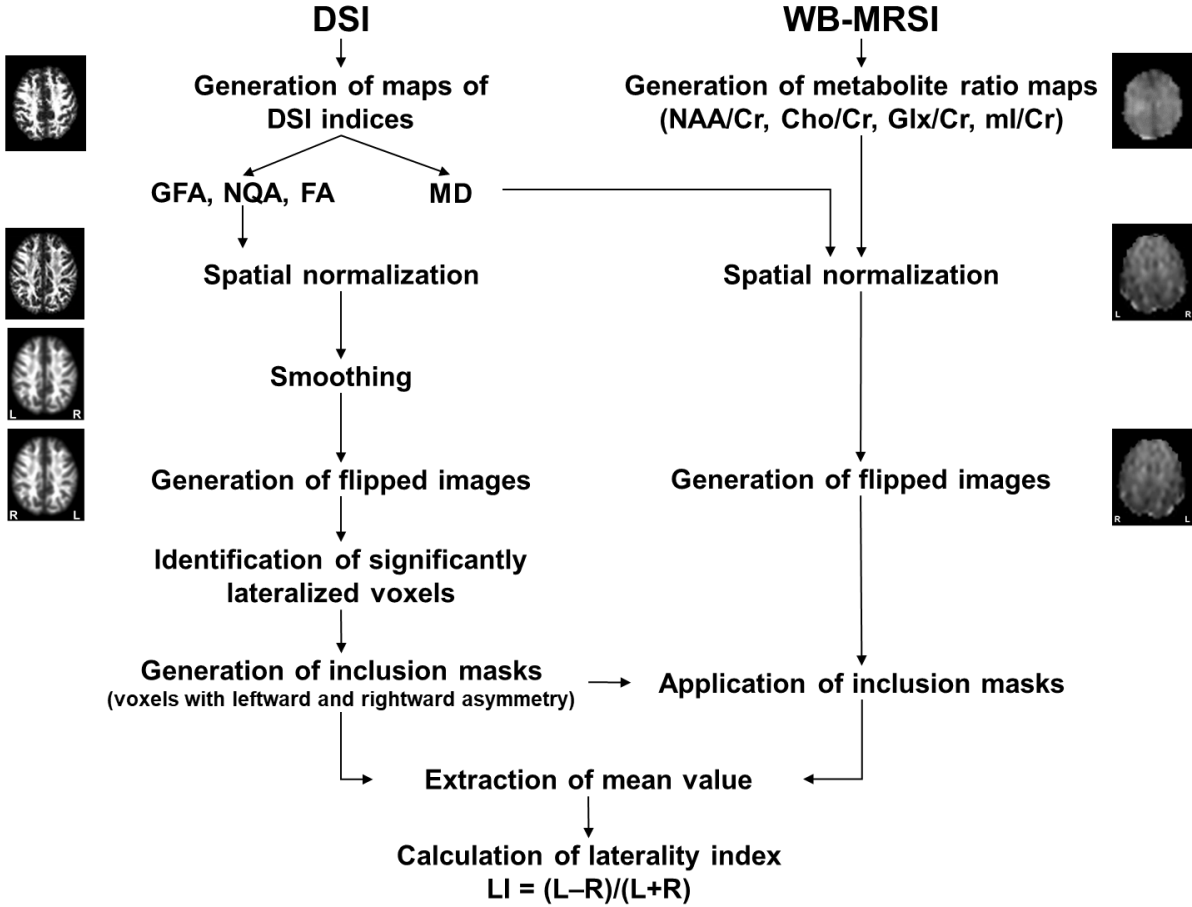 DSI
WB-MRSI
Generation of maps of
DSI indices
Generation of metabolite ratio maps
(NAA/Cr, Cho/Cr, Glx/Cr, mI/Cr)
GFA, NQA, FA
MD
Spatial normalization
Spatial normalization
L R
Smoothing
L R
Generation of flipped images
Generation of flipped images
R L
R L
Identification of significantly
lateralized voxels
Generation of inclusion masks
(voxels with leftward and rightward asymmetry)
Application of inclusion masks
Extraction of mean value
Calculation of laterality index
LI = (L–R)/(L+R)